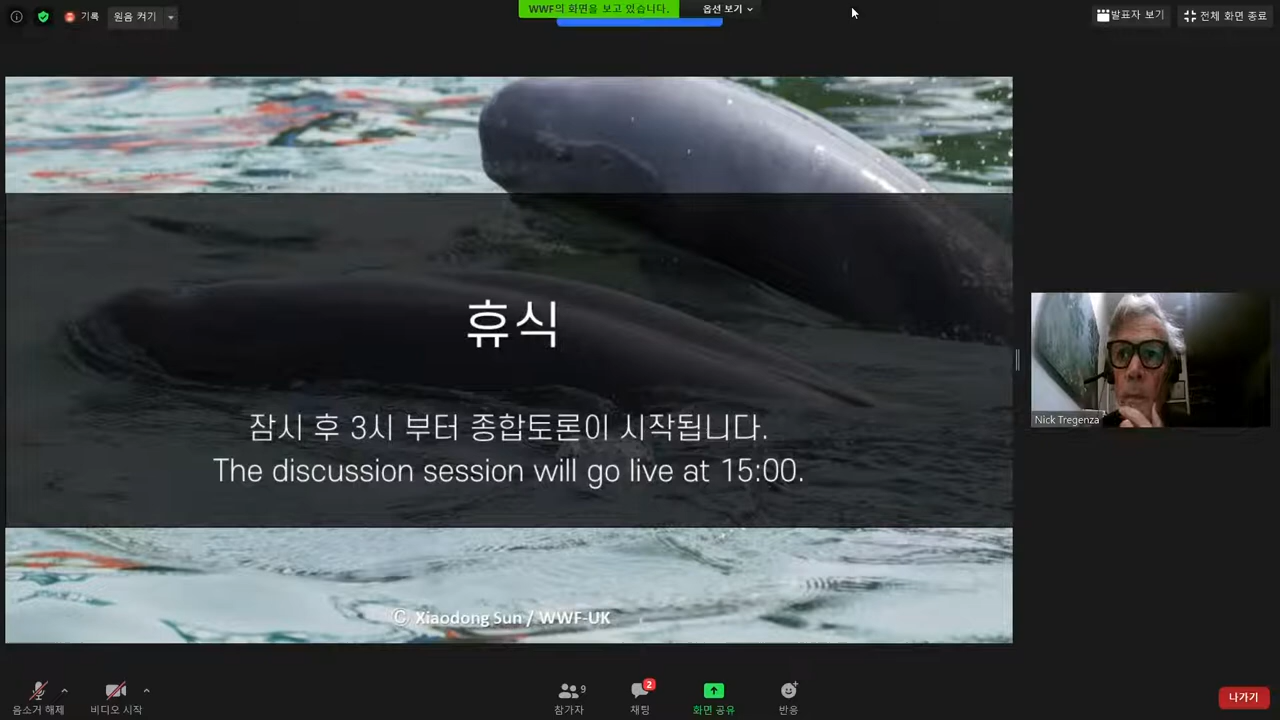 WWF의 화면을 보고 있습니다.
옵션 보기
기록
원음 켜기
발표자 보기
전체 화면 종료
휴식
잠시 후 3시 부터 종합토론이 시작됩니다.
The discussion session will go live at 15:00.
© Xiaodong Sun / WWF-UK
Nick Tregenza
음소거 해제
비디오 시작
9
참가자
2
채팅
화면 공유
반응
나가기